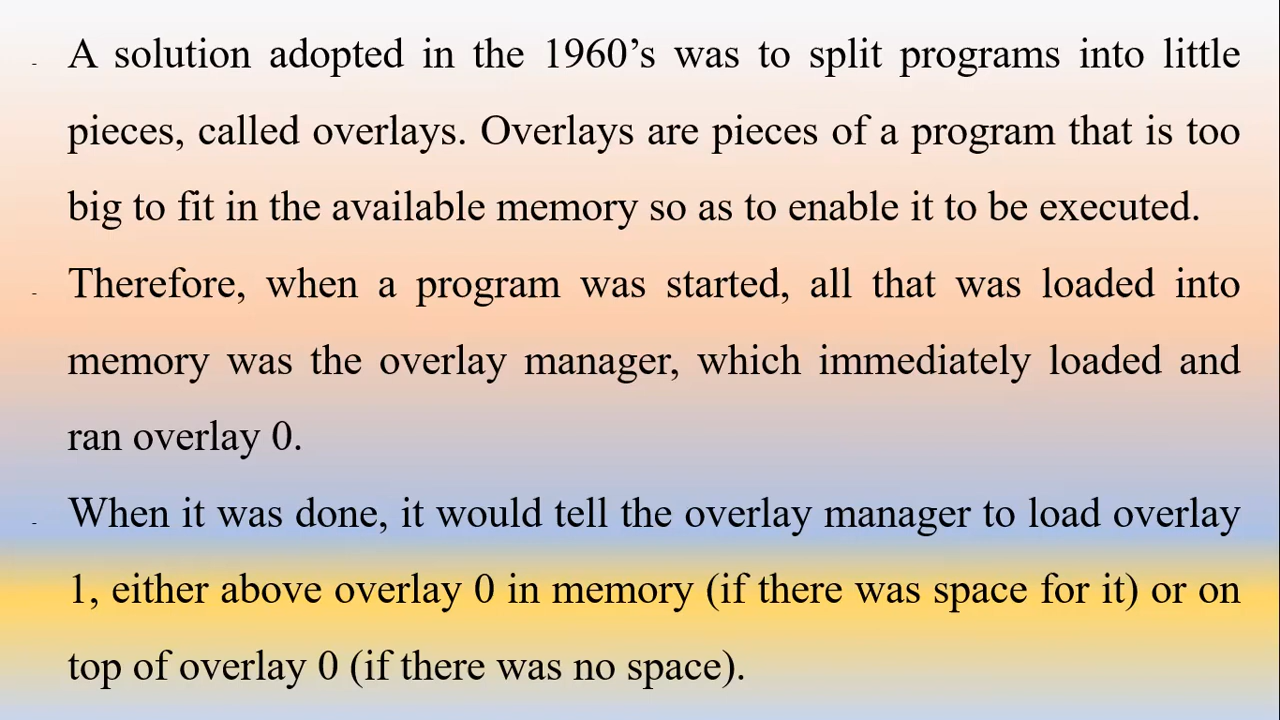 - A solution adopted in the 1960’s was to split programs into little
pieces, called overlays. Overlays are pieces of a program that is too
big to fit in the available memory so as to enable it to be executed.
- Therefore, when a program was started, all that was loaded into
memory was the overlay manager, which immediately loaded and
ran overlay 0.
- When it was done, it would tell the overlay manager to load overlay
1, either above overlay 0 in memory (if there was space for it) or on
top of overlay 0 (if there was no space).